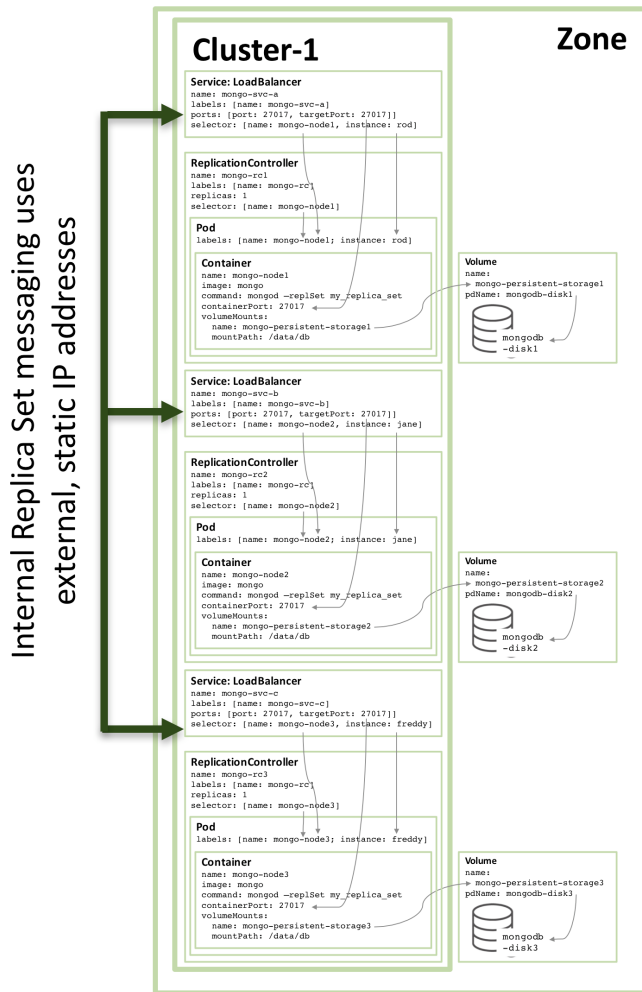 Internal Replica Set messaging uses
external, static IP addresses
Zone
Cluster-1
Service: LoadBalancer
name: mongo-svc-a
labels: [name: mongo-svc-a]
ports: [port: 27017, targetPort: 27017]]
selector: [name: mongo-node1, instance: rod]
ReplicationController
name: mongo-rc1
labels: [name: mongo-rc]
replicas: 1
selector: [name: mongo-node1]
Pod
labels: [name: mongo-node1; instance: rod]
Container
name: mongo-node1
image: mongo
command: mongod —replSet my_replica_set
containerPort: 27017
volumeMounts:
name: mongo-persistent-storage1
mountPath: /data/db
Volume
name:
mongo-persistent-storage1
pdName: mongodb-disk1
mongodb
-disk1
Service: LoadBalancer
name: mongo-svc-b
labels: [name: mongo-svc-b]
ports: [port: 27017, targetPort: 27017]]
selector: [name: mongo-node2, instance: jane]
ReplicationController
name: mongo-rc2
labels: [name: mongo-rc]
replicas: 1
selector: [name: mongo-node2]
Pod
labels: [name: mongo-node2; instance: jane]
Container
name: mongo-node2
image: mongo
command: mongod —replSet my_replica_set
containerPort: 27017
volumeMounts:
name: mongo-persistent-storage2
mountPath: /data/db
Volume
name:
mongo-persistent-storage2
pdName: mongodb-disk2
mongodb
-disk2
Service: LoadBalancer
name: mongo-svc-c
labels: [name: mongo-svc-c]
ports: [port: 27017, targetPort: 27017]]
selector: [name: mongo-node3, instance: freddy]
ReplicationController
name: mongo-rc3
labels: [name: mongo-rc]
replicas: 1
selector: [name: mongo-node3]
Pod
labels: [name: mongo-node3; instance: freddy]
Container
name: mongo-node3
image: mongo
command: mongod —replSet my_replica_set
containerPort: 27017
volumeMounts:
name: mongo-persistent-storage3
mountPath: /data/db
Volume
name:
mongo-persistent-storage3
pdName: mongodb-disk3
mongodb
-disk3